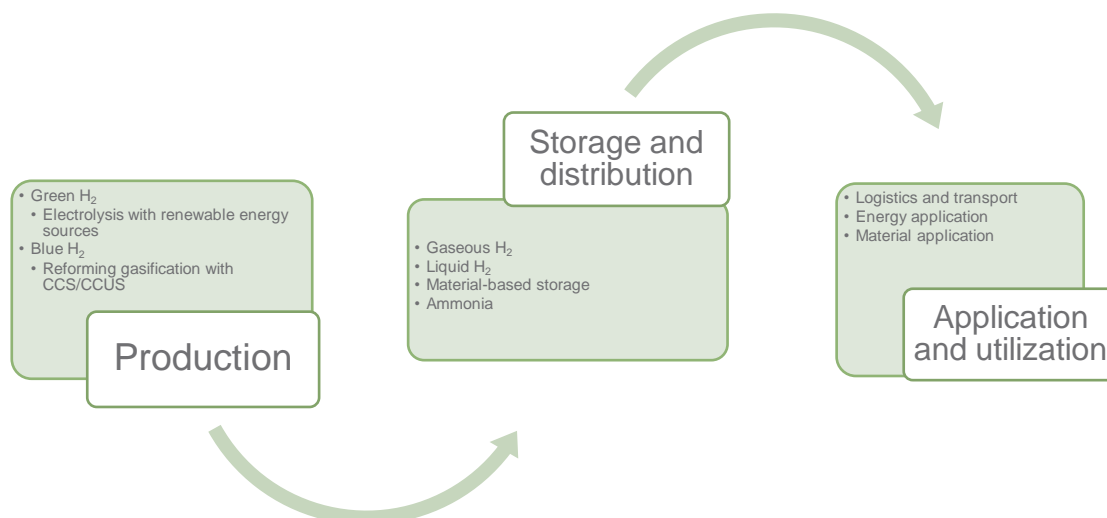 • Green H₂
• Electrolysis with renewable energy
sources
• Blue H₂
• Reforming gasification with
CCS/CCUS
Production
Storage and
distribution
• Gaseous H₂
• Liquid H₂
• Material-based storage
• Ammonia
• Logistics and transport
• Energy application
• Material application
Application
and utilization